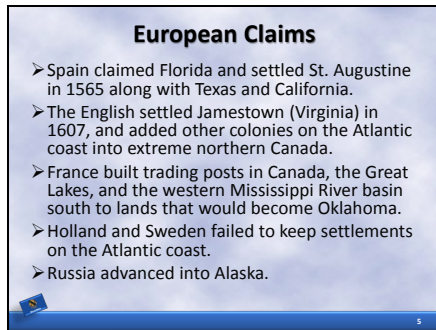 European Claims
➢Spain claimed Florida and settled St. Augustine
in 1565 along with Texas and California.
➢The English settled Jamestown (Virginia) in
1607, and added other colonies on the Atlantic
coast into extreme northern Canada.
➢France built trading posts in Canada, the Great
Lakes, and the western Mississippi River basin
south to lands that would become Oklahoma.
➢Holland and Sweden failed to keep settlements
on the Atlantic coast.
➢Russia advanced into Alaska.
5